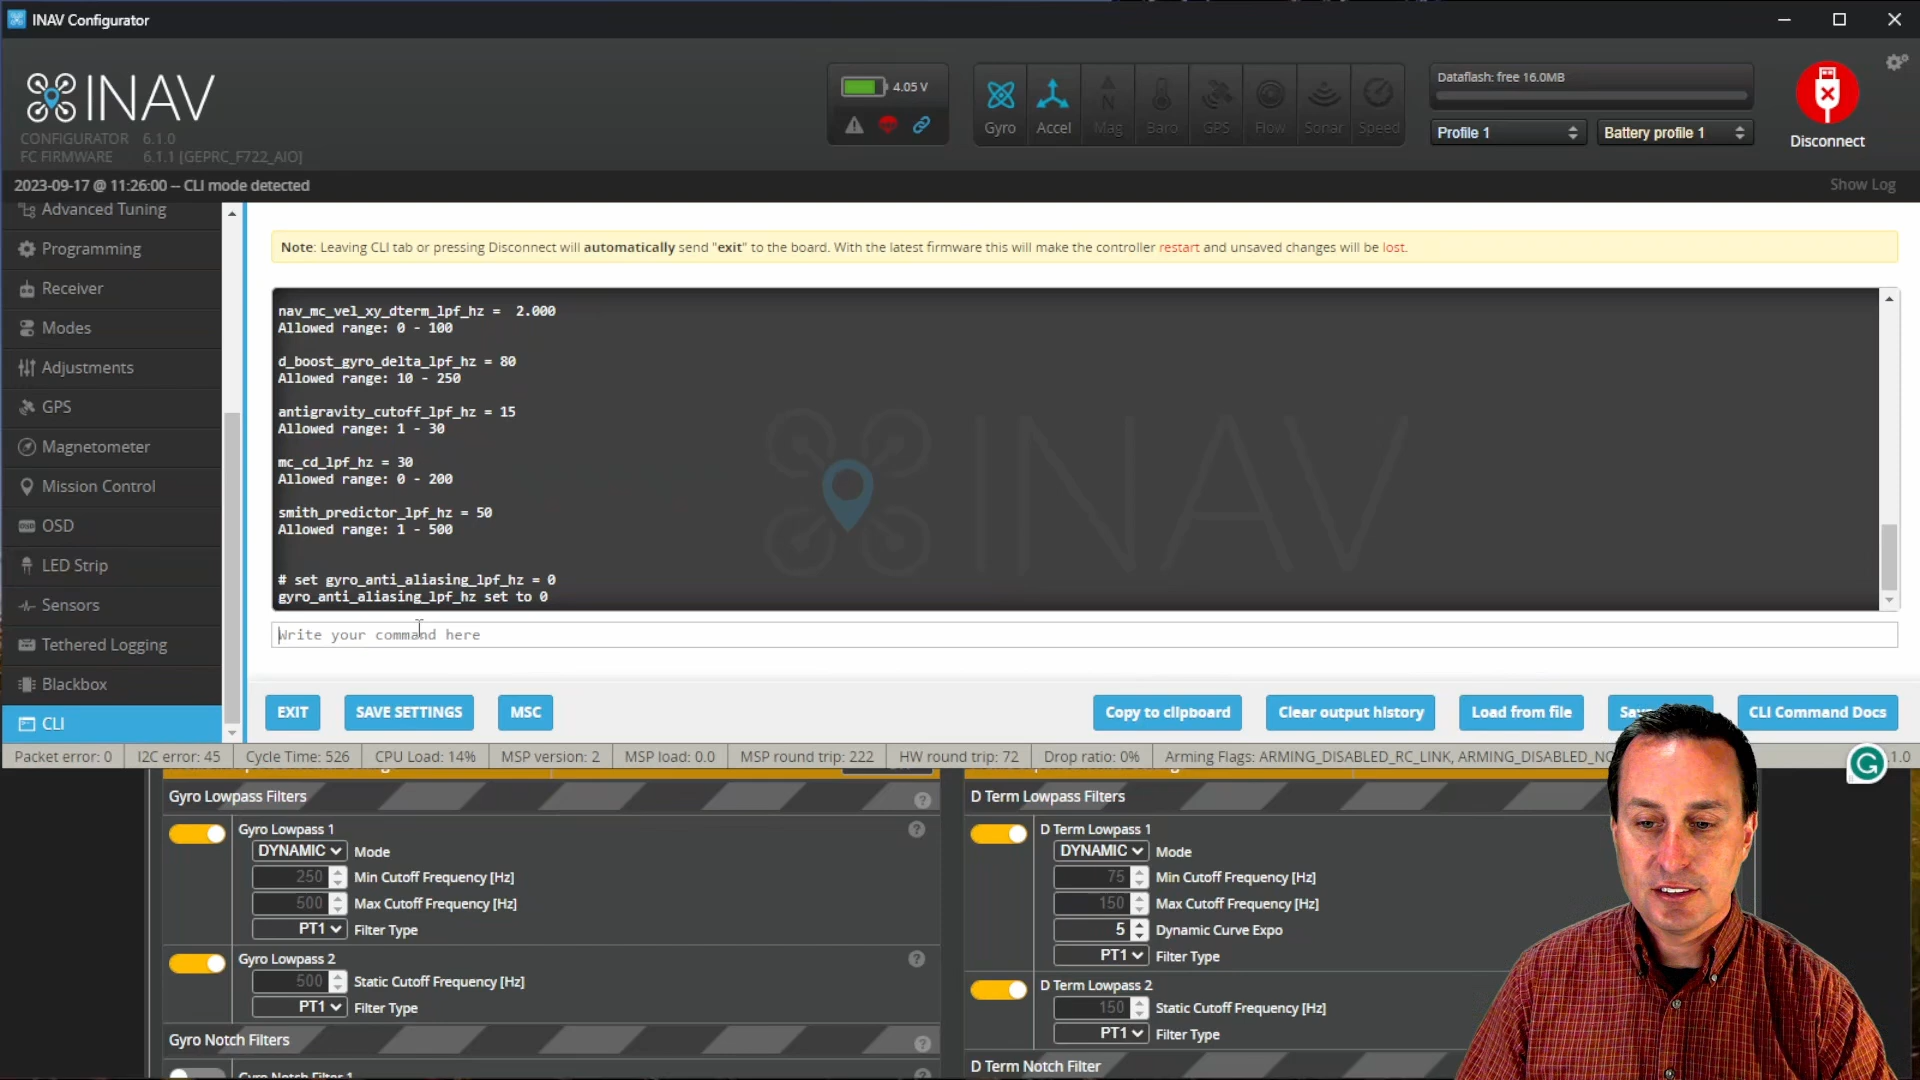 INAV Configurator
INAV
CONFIGURATOR 6.1.0
FC FIRMWARE 6.1.1 [GEPRC_F722_AIO]
4.05 V
Gyro Accel Mag Baro GPS Flow Sonar Speed
Dataflash: free 16.0MB
Profile 1 Battery profile 1
Disconnect
2023-09-17 @ 11:26:00 -- CLI mode detected
Show Log
Advanced Tuning
Programming
Receiver
Modes
Adjustments
GPS
Magnetometer
Mission Control
OSD
LED Strip
Sensors
Tethered Logging
Blackbox
CLI
Note: Leaving CLI tab or pressing Disconnect will automatically send "exit" to the board. With the latest firmware this will make the controller restart and unsaved changes will be lost.
nav_mc_vel_xy_dterm_lpf_hz = 2.000
Allowed range: 0 - 100
d_boost_gyro_delta_lpf_hz = 80
Allowed range: 10 - 250
antigravity_cutoff_lpf_hz = 15
Allowed range: 1 - 30
mc_cd_lpf_hz = 30
Allowed range: 0 - 200
smith_predictor_lpf_hz = 50
Allowed range: 1 - 500
# set gyro_anti_aliasing_lpf_hz = 0
gyro_anti_aliasing_lpf_hz set to 0
INAV
Write your command here
EXIT SAVE SETTINGS MSC Copy to clipboard Clear output history Load from file CLI Command Docs
Packet error: 0 I2C error: 45 Cycle Time: 526 CPU Load: 14% MSP version: 2 MSP load: 0.0 MSP round trip: 222 HW round trip: 72 Drop ratio: 0% Arming Flags: ARMING_DISABLED_RC_LINK, ARMING_DISABLED_NO 1.0
Gyro Lowpass Filters
Gyro Lowpass 1
DYNAMIC Mode
250 Min Cutoff Frequency [Hz]
500 Max Cutoff Frequency [Hz]
PT1 Filter Type
Gyro Lowpass 2
500 Static Cutoff Frequency [Hz]
PT1 Filter Type
Gyro Notch Filters
Gyro Notch Filter 1
D Term Lowpass Filters
D Term Lowpass 1
DYNAMIC Mode
75 Min Cutoff Frequency [Hz]
150 Max Cutoff Frequency [Hz]
5 Dynamic Curve Expo
PT1 Filter Type
D Term Lowpass 2
150 Static Cutoff Frequency [Hz]
PT1 Filter Type
D Term Notch Filter